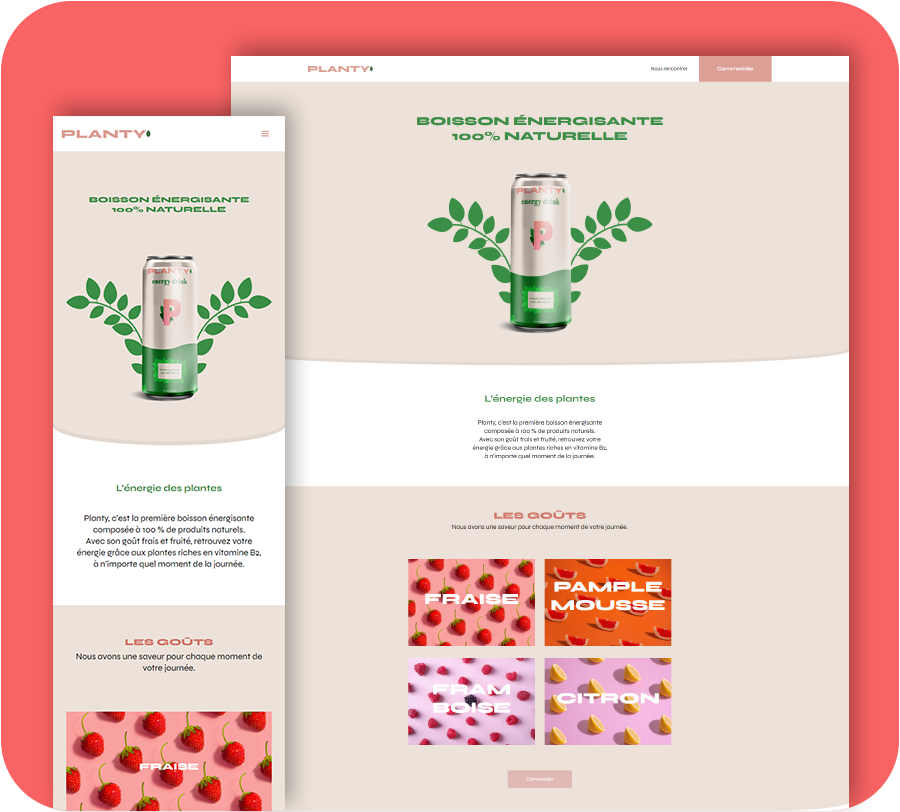 PLANTY
BOISSON ÉNERGISANTE
100% NATURELLE
PLANTY
energy drink
P
L'énergie des plantes
Planty, c'est la première boisson énergisante
composée à 100 % de produits naturels.
Avec son goût frais et fruité, retrouvez votre
énergie grâce aux plantes riches en vitamine B2,
à n'importe quel moment de la journée.
LES GOÛTS
Nous avons une saveur pour chaque moment de
votre journée.
FRAISE
PLANTY
Nous rencontrer
Commander
BOISSON ÉNERGISANTE
100% NATURELLE
PLANTY
energy drink
P
L'énergie des plantes
Planty, c'est la première boisson énergisante
composée à 100 % de produits naturels.
Avec son goût frais et fruité, retrouvez votre
énergie grâce aux plantes riches en vitamine B2,
à n'importe quel moment de la journée.
LES GOÛTS
Nous avons une saveur pour chaque moment de votre journée.
FRAISE
PAMPLE
MOUSSE
FRAM
BOISE
CITRON
Commander